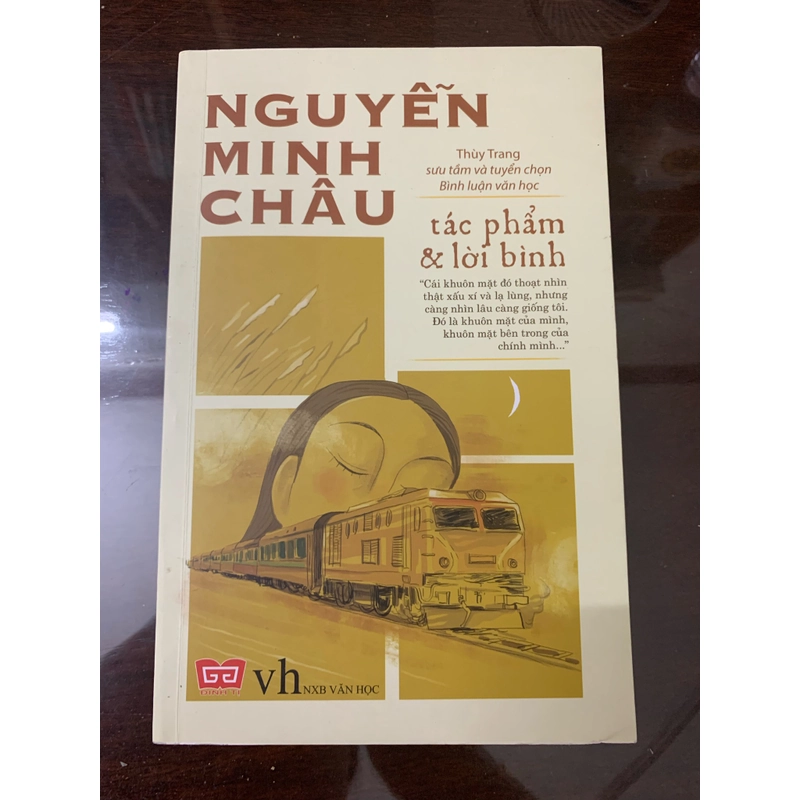 NGUYỄN
MINH
CHÂU
Thùy Trang
sưu tầm và tuyển chọn
Bình luận văn học
tác phẩm
& lời bình
“Cái khuôn mặt đó thoạt nhìn
thật xấu xí và lạ lùng, nhưng
càng nhìn lâu càng giống tôi.
Đó là khuôn mặt của mình,
khuôn mặt bên trong của
chính mình...”
ĐINH TỊ
vh NXB VĂN HỌC